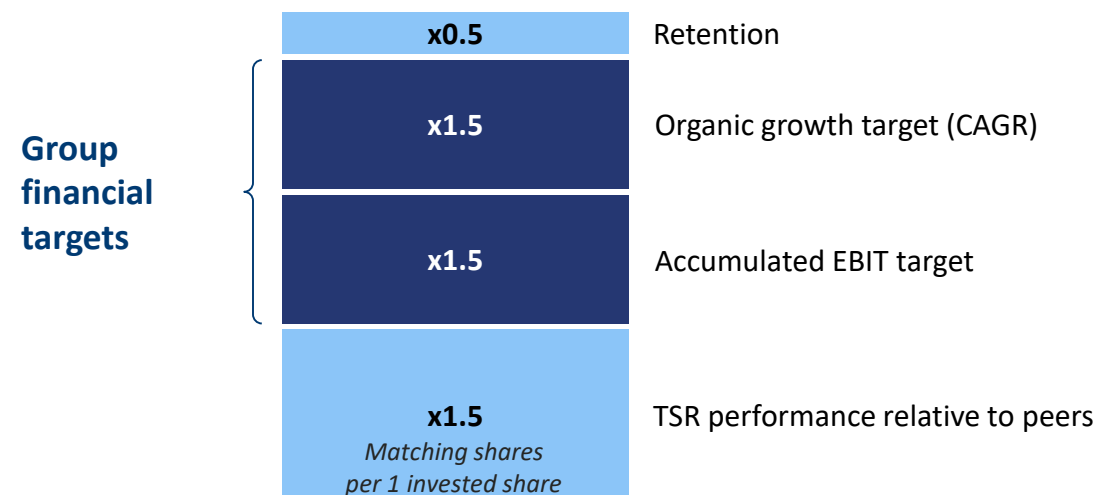 x0.5
Retention
Group
financial
targets
x1.5
Organic growth target (CAGR)
x1.5
Accumulated EBIT target
x1.5
Matching shares
per 1 invested share
TSR performance relative to peers